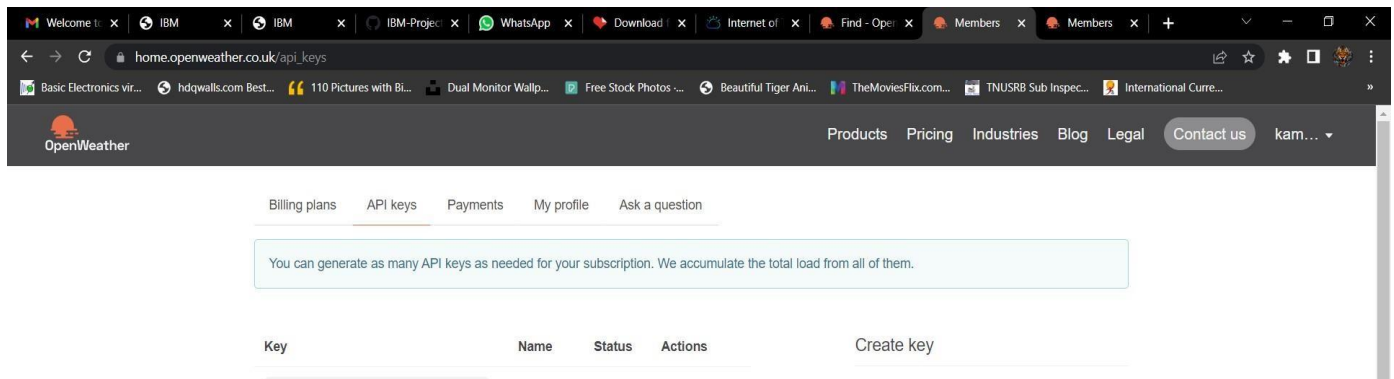 Welcome to IBM IBM IBM-Project WhatsApp Download Internet of Find - Oper Members Members
home.openweather.co.uk/api_keys
Basic Electronics vir... hdqwalls.com Best... 110 Pictures with Bi... Dual Monitor Wallp... Free Stock Photos -... Beautiful Tiger Ani... TheMoviesFlix.com... TNUSRB Sub Inspec... International Curre... »
OpenWeather Products Pricing Industries Blog Legal Contact us kam...
Billing plans API keys Payments My profile Ask a question
You can generate as many API keys as needed for your subscription. We accumulate the total load from all of them.
Key Name Status Actions Create key